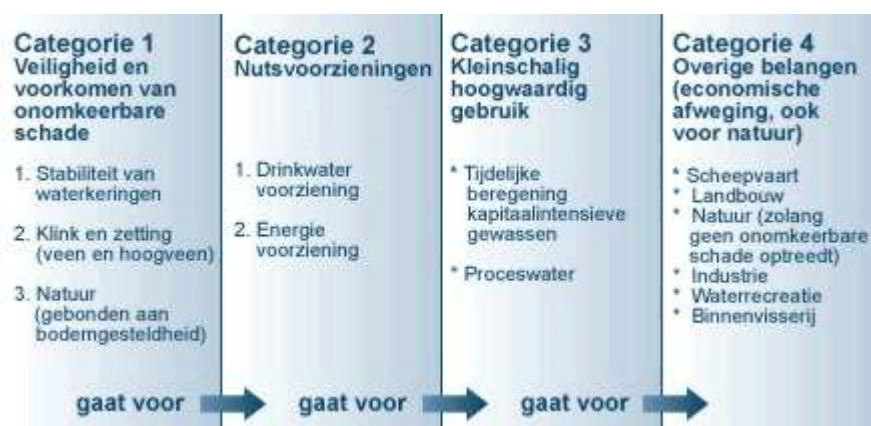 Categorie 1
Veiligheid en
voorkomen van
onomkeerbare
schade
1. Stabiliteit van
waterkeringen
2. Klink en zetting
(veen en hoogveen)
3. Natuur
(gebonden aan
bodemgesteldheid)
gaat voor
Categorie 2
Nutsvoorzieningen
1. Drinkwater
voorziening
2. Energie
voorziening
gaat voor
Categorie 3
Kleinschalig
hoogwaardig
gebruik
* Tijdelijke
beregening
kapitaalintensieve
gewassen
* Proceswater
gaat voor
Categorie 4
Overige belangen
(economische
afweging, ook
voor natuur)
* Scheepvaart
* Landbouw
* Natuur (zolang
geen onomkeerbare
schade optreedt)
* Industrie
* Waterrecreatie
* Binnenvisserij